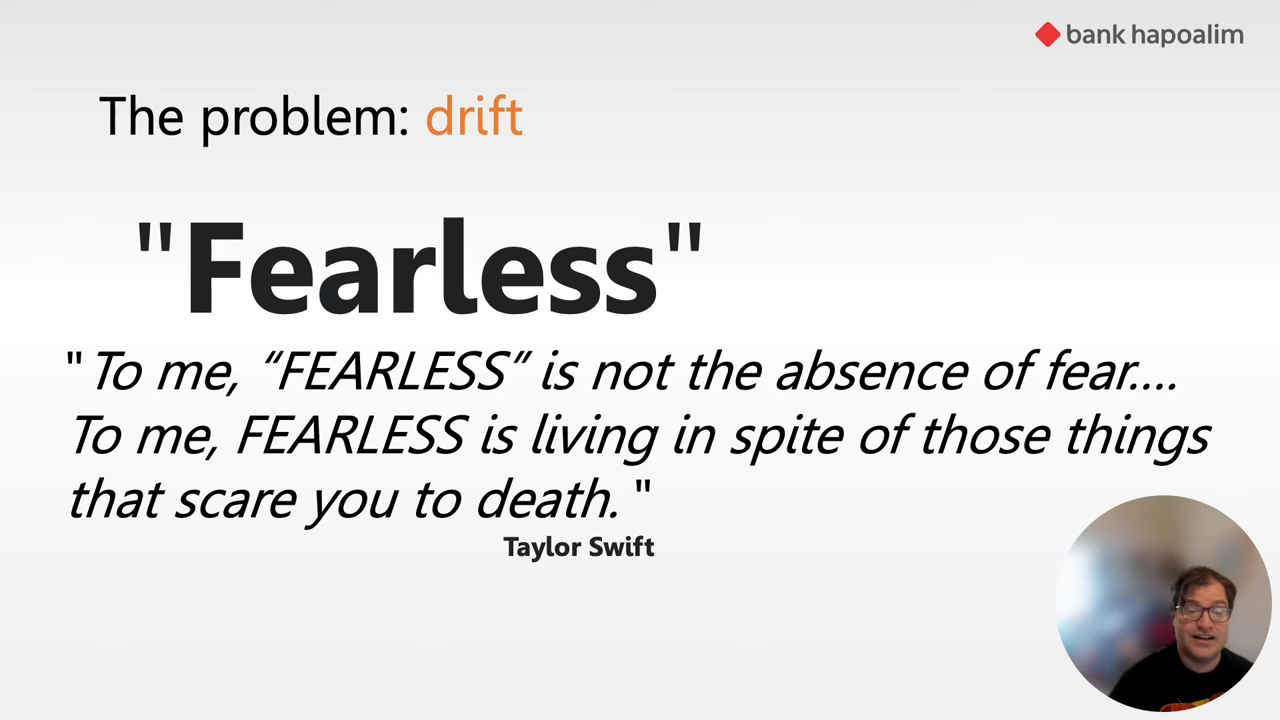 bank hapoalim
The problem: drift
"Fearless"
"To me, “FEARLESS” is not the absence of fear....
To me, FEARLESS is living in spite of those things
that scare you to death. "
Taylor Swift